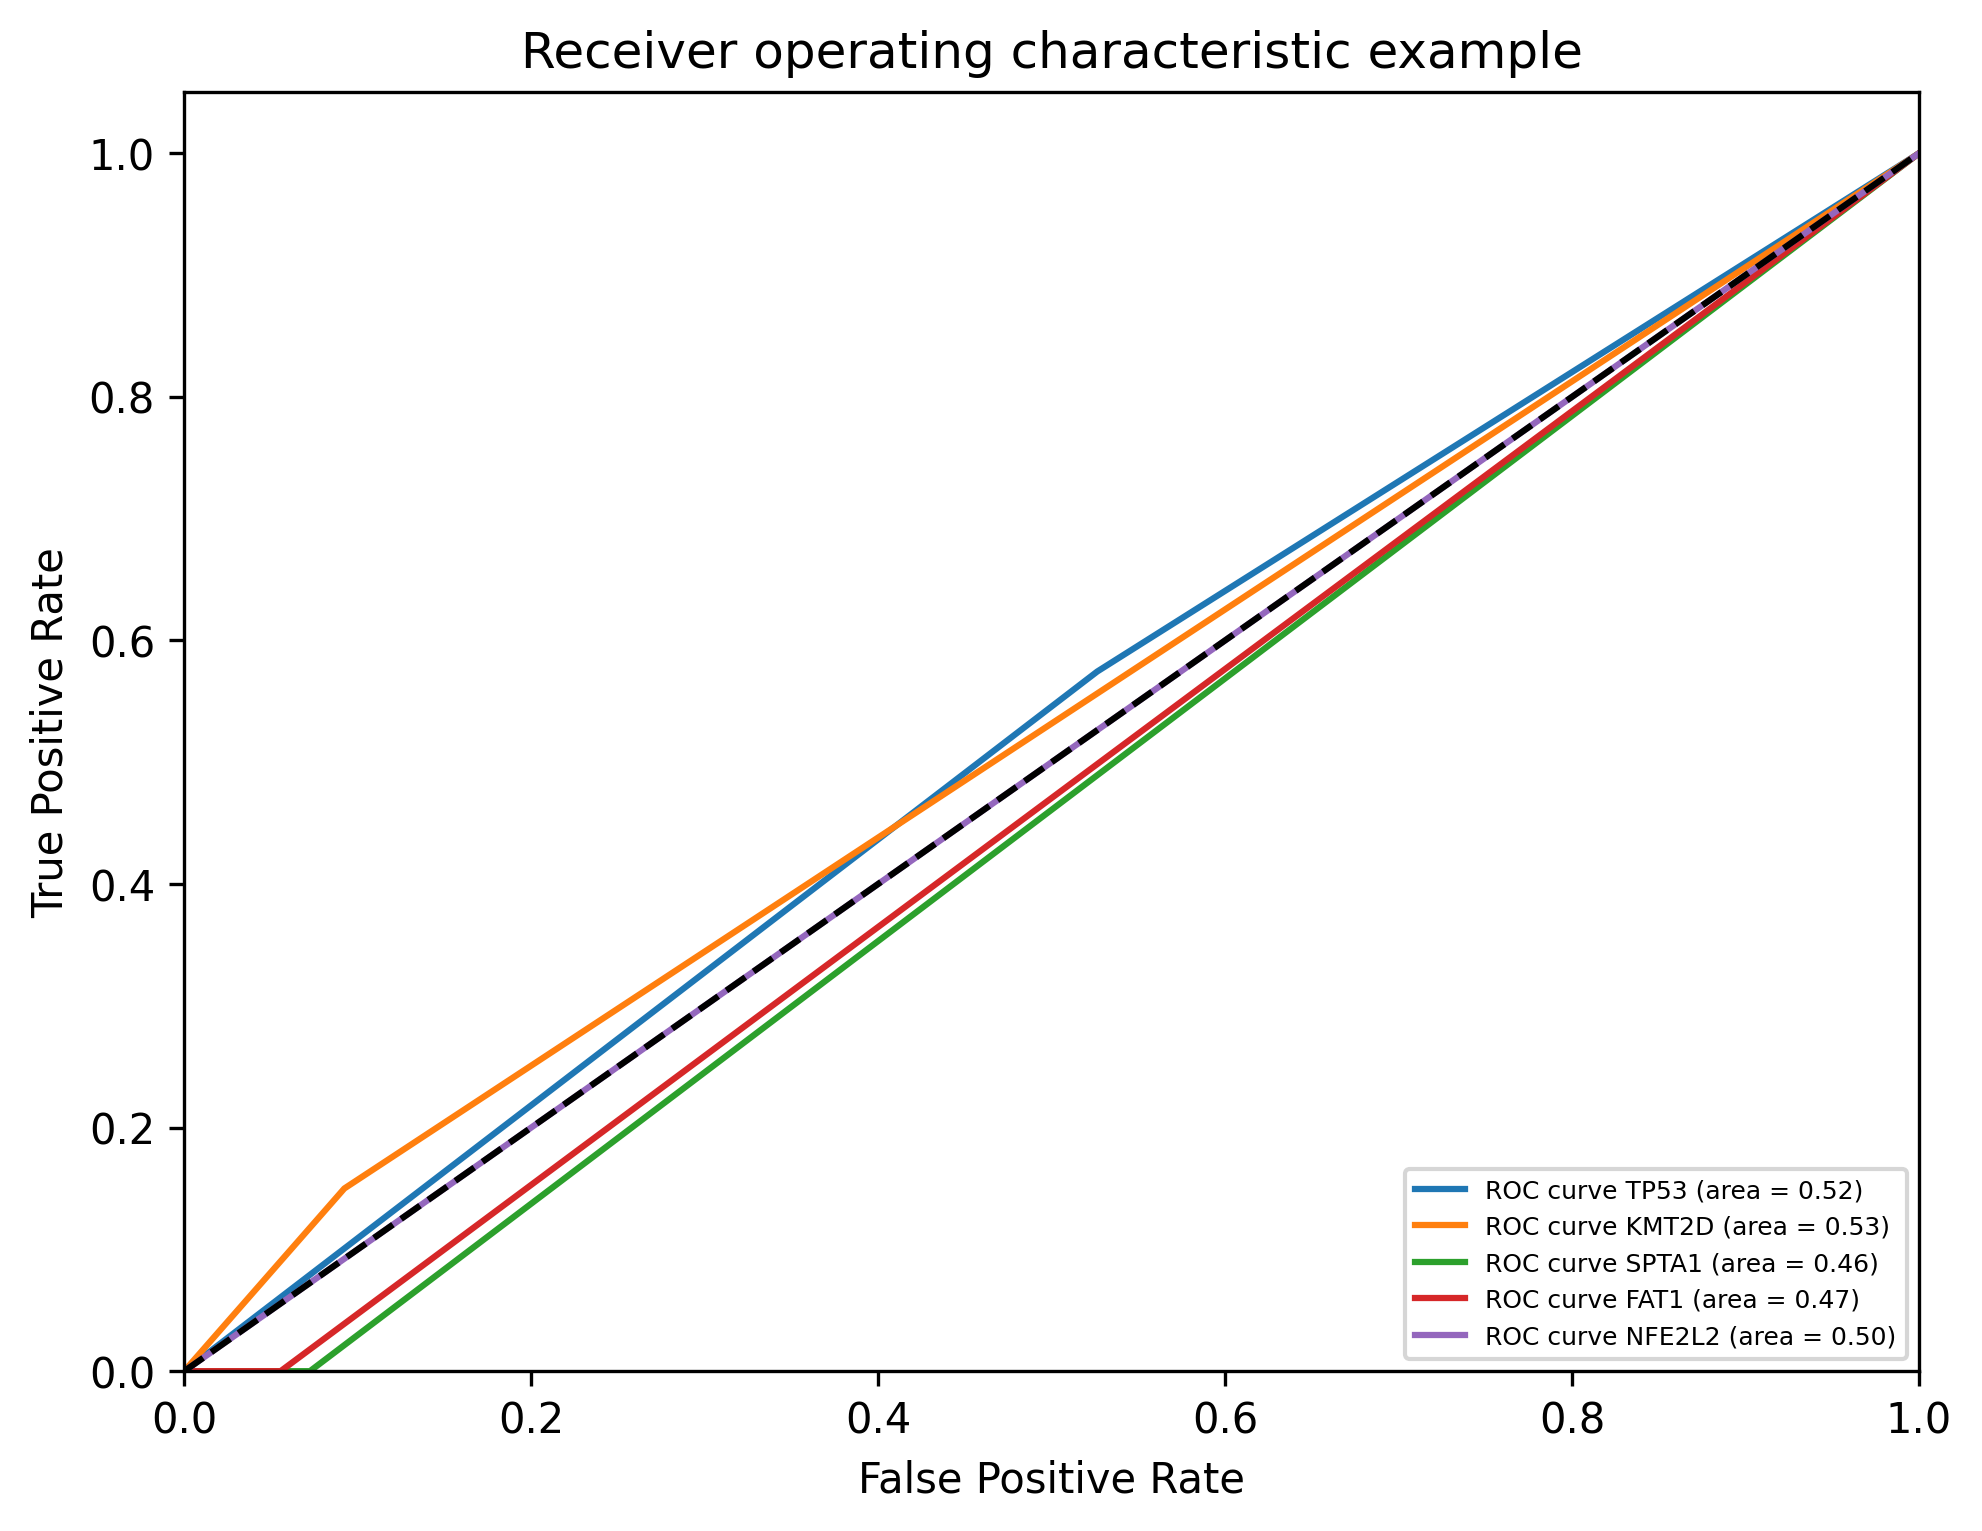 Receiver operating characteristic example
True Positive Rate
1.0
0.8
0.6
0.4
0.2
0.0
ROC curve TP53 (area = 0.52)
ROC curve KMT2D (area = 0.53)
ROC curve SPTA1 (area = 0.46)
ROC curve FAT1 (area = 0.47)
ROC curve NFE2L2 (area = 0.50)
0.0 0.2 0.4 0.6 0.8 1.0
False Positive Rate